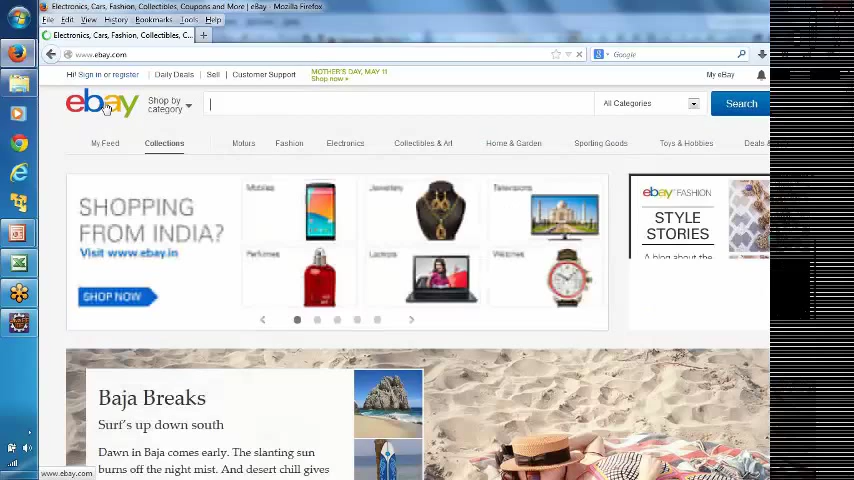 Electronics, Cars, Fashion, Collectibles, Coupons and More | eBay - Mozilla Firefox
File Edit View History Bookmarks Tools Help
Electronics, Cars, Fashion, Collectibles, C...
www.ebay.com
Google
Hi! Sign in or register
Daily Deals
Sell
Customer Support
MOTHER'S DAY, MAY 11
Shop now >
My eBay
ebay
Shop by
category
All Categories
Search
My Feed
Collections
Motors
Fashion
Electronics
Collectibles & Art
Home & Garden
Sporting Goods
Toys & Hobbies
Deals &
SHOPPING
FROM INDIA?
Visit www.ebay.in
SHOP NOW
Mobiles
Jewellery
Televisions
Perfumes
Laptops
Watches
ebay FASHION
STYLE
STORIES
A blog about the
Baja Breaks
Surf's up down south
Dawn in Baja comes early. The slanting sun
burns off the night mist. And desert chill gives
www.ebay.com